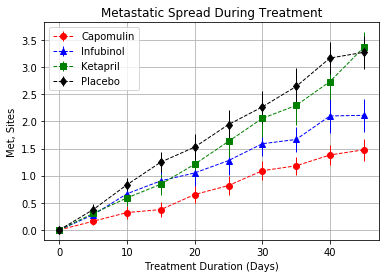 Metastatic Spread During Treatment
Capomulin
Infubinol
Ketapril
Placebo
Met, Sites
3.5
3.0
2.5
2.0
1.5
1.0
0.5
0.0
0 10 20 30 40
Treatment Duration (Days)